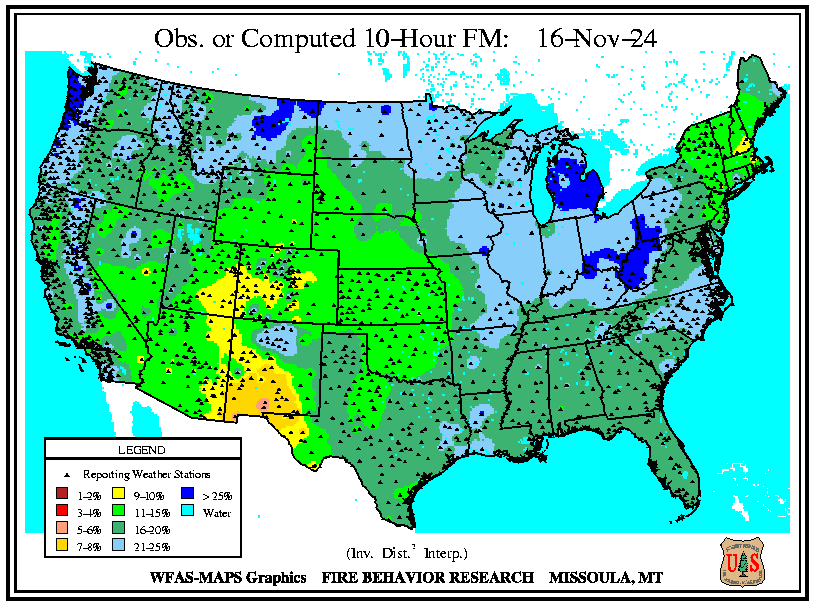 Obs. or Computed 10-Hour FM: 16-Nov-24
LEGEND
Reporting Weather Stations
1-2% 9-10% > 25%
3-4% 11-15% Water
5-6% 16-20%
7-8% 21-25%
(Inv. Dist.² Interp.)
WFAS-MAPS Graphics FIRE BEHAVIOR RESEARCH MISSOULA, MT
U S